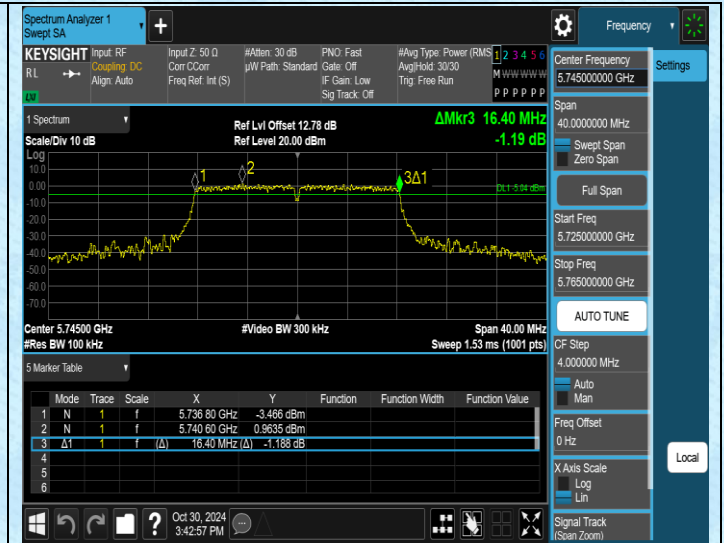 Spectrum Analyzer 1
Swept SA
+
Frequency
KEYSIGHT
RL
LXI
Input: RF
Coupling: DC
Align: Auto
Input Z: 50 Ω
Corr CCorr
Freq Ref: Int (S)
#Atten: 30 dB
µW Path: Standard
PNO: Fast
Gate: Off
IF Gain: Low
Sig Track: Off
#Avg Type: Power (RMS
Avg|Hold: 30/30
Trig: Free Run
1 2 3 4 5 6
M W W W W W
P P P P P P
1 Spectrum
Scale/Div 10 dB
Ref Lvl Offset 12.78 dB
Ref Level 20.00 dBm
ΔMkr3 16.40 MHz
-1.19 dB
Log
10.0
0.00
-10.0
-20.0
-30.0
-40.0
-50.0
-60.0
-70.0
1
2
3Δ1
DL1 -5.04 dBm
Center 5.74500 GHz
#Res BW 100 kHz
#Video BW 300 kHz
Span 40.00 MHz
Sweep 1.53 ms (1001 pts)
5 Marker Table
Mode Trace Scale X Y Function Function Width Function Value
1 N 1 f 5.736 80 GHz -3.466 dBm
2 N 1 f 5.740 60 GHz 0.9635 dBm
3 Δ1 1 f (Δ) 16.40 MHz (Δ) -1.188 dB
4
5
6
?
Oct 30, 2024
3:42:57 PM
Center Frequency
5.745000000 GHz
Span
40.0000000 MHz
Swept Span
Zero Span
Full Span
Start Freq
5.725000000 GHz
Stop Freq
5.765000000 GHz
AUTO TUNE
CF Step
4.000000 MHz
Auto
Man
Freq Offset
0 Hz
X Axis Scale
Log
Lin
Signal Track
(Span Zoom)
Settings
Local